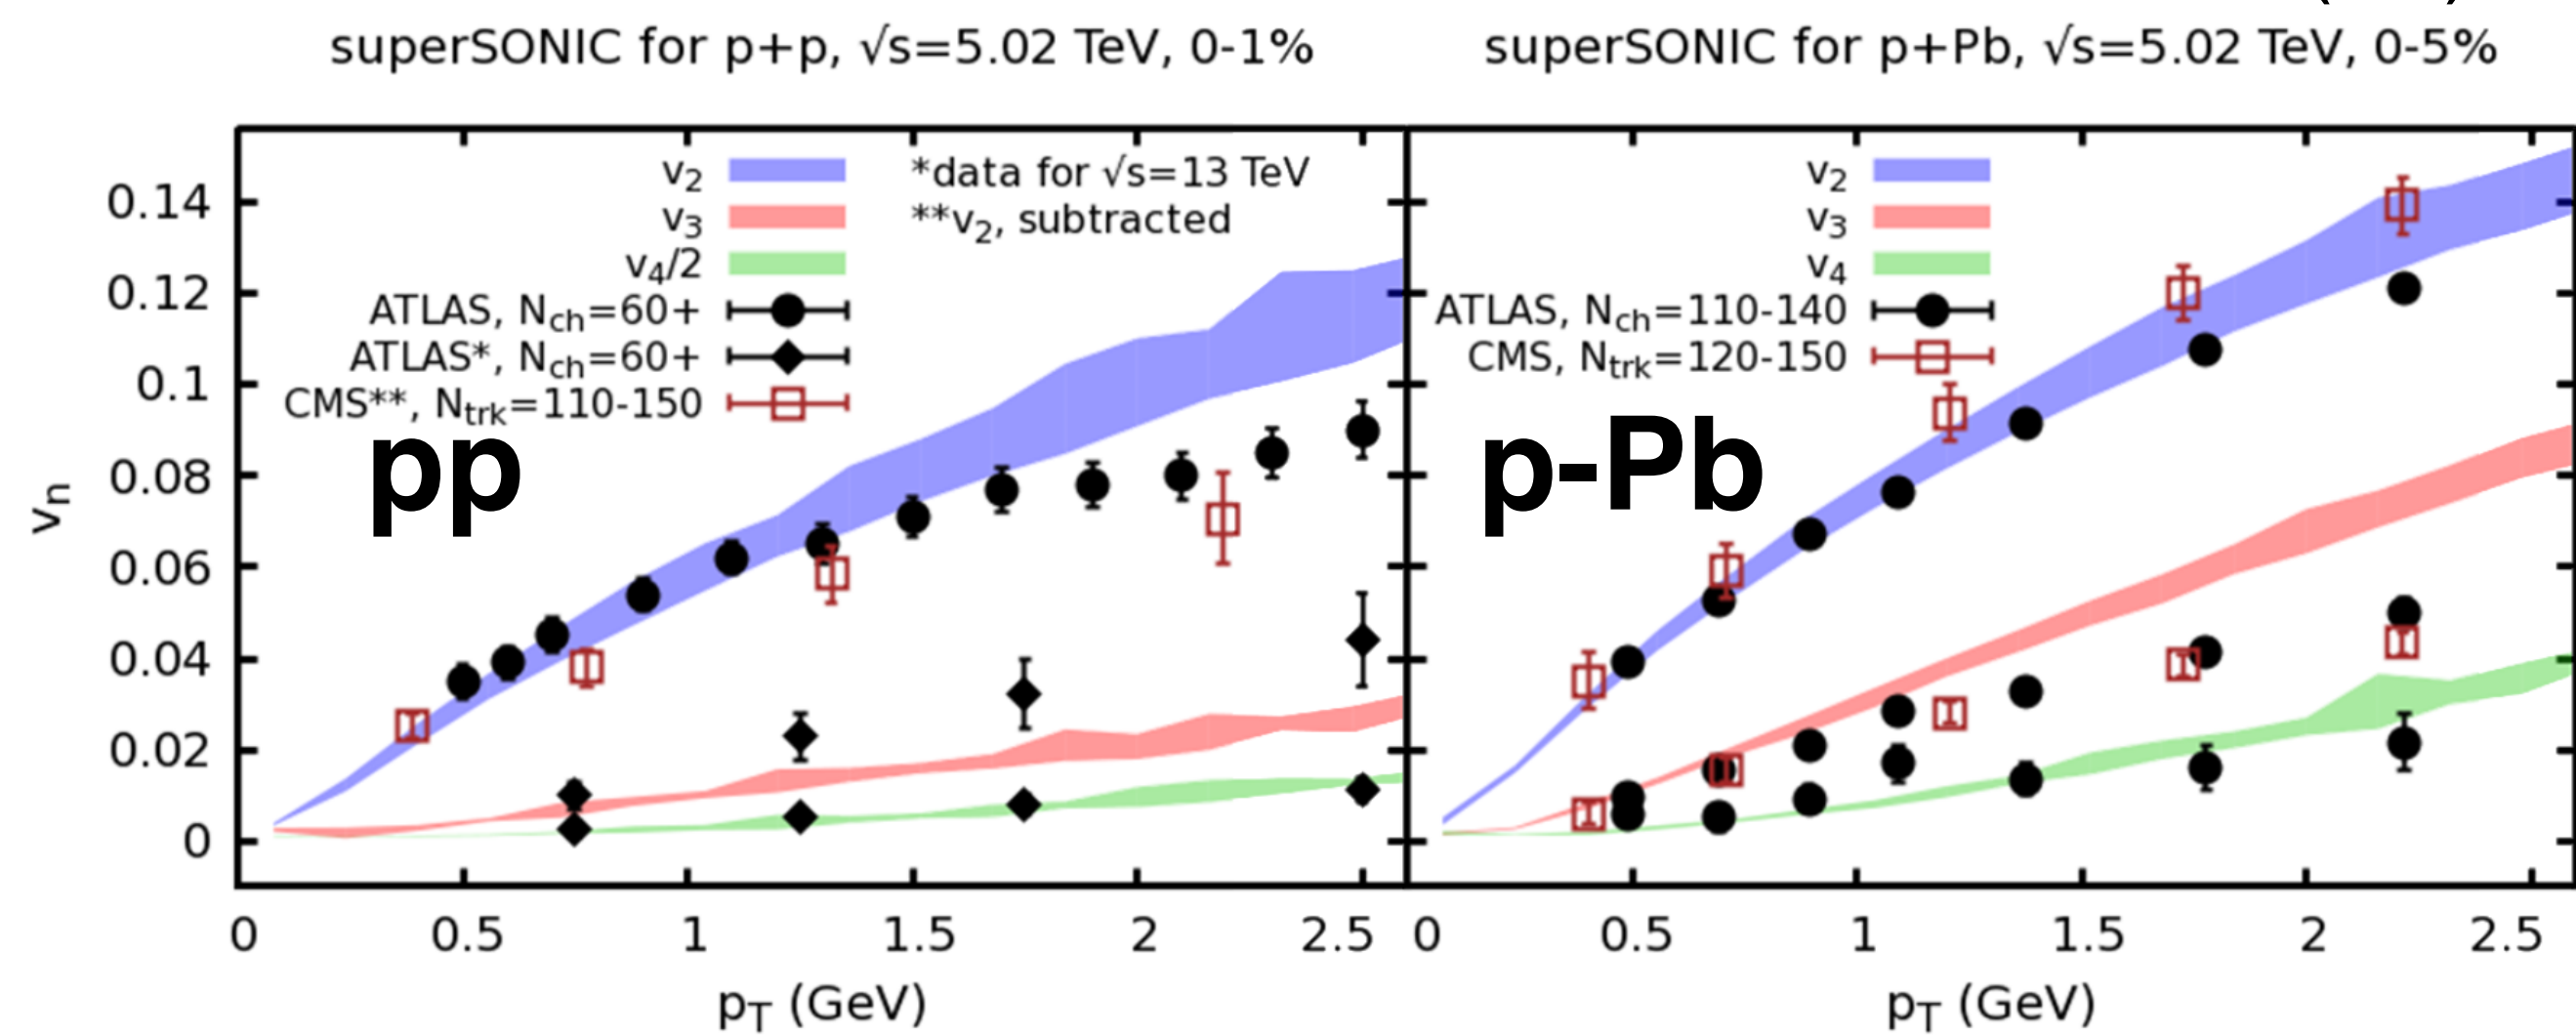 superSONIC for p+p, √s=5.02 TeV, 0-1%
v2
v3
v4/2
ATLAS, Nch=60+
ATLAS*, Nch=60+
CMS**, Ntrk=110-150
*data for √s=13 TeV
**v2, subtracted
pp
vn
0.14
0.12
0.1
0.08
0.06
0.04
0.02
0
0 0.5 1 1.5 2 2.5
pT (GeV)
superSONIC for p+Pb, √s=5.02 TeV, 0-5%
v2
v3
v4
ATLAS, Nch=110-140
CMS, Ntrk=120-150
p-Pb
0 0.5 1 1.5 2 2.5
pT (GeV)